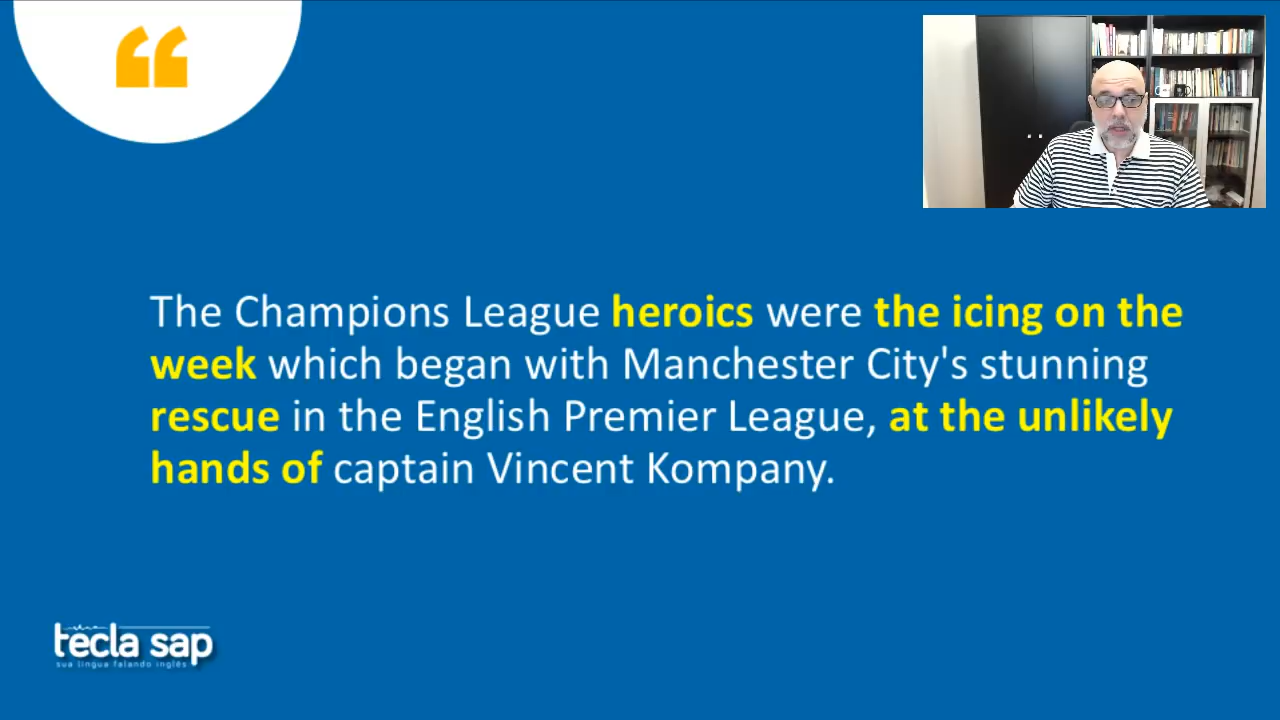 “
The Champions League heroics were the icing on the
week which began with Manchester City's stunning
rescue in the English Premier League, at the unlikely
hands of captain Vincent Kompany.
tecla sap
sua língua falando inglês